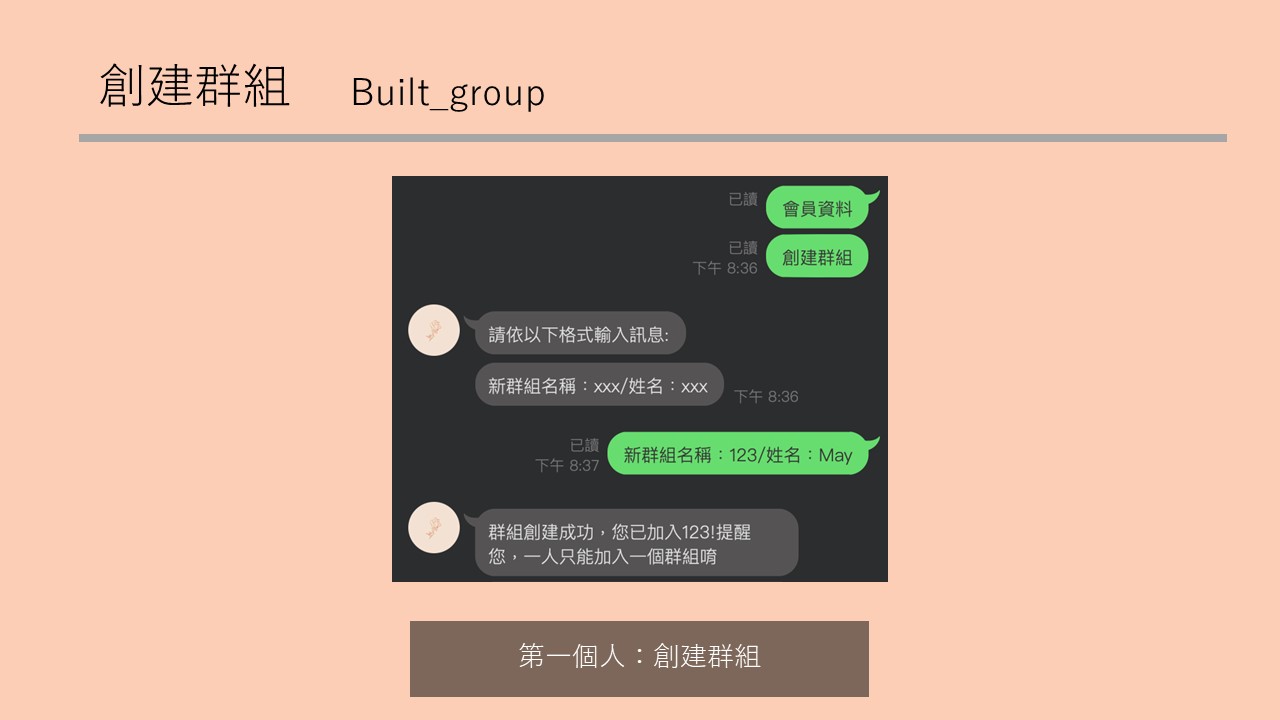 創建群組 Built_group
已讀
會員資料
已讀
下午 8:36
創建群組
請依以下格式輸入訊息:
新群組名稱：xxx/姓名：xxx
下午 8:36
已讀
下午 8:37
新群組名稱：123/姓名：May
群組創建成功，您已加入123!提醒
您，一人只能加入一個群組唷
第一個人：創建群組